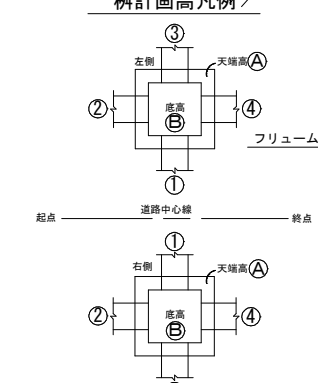 桝計画高凡例
③
左側
天端高Ⓐ
②
底高
Ⓑ
④
フリューム
①
起点
道路中心線
終点
①
右側
天端高Ⓐ
②
底高
Ⓑ
④